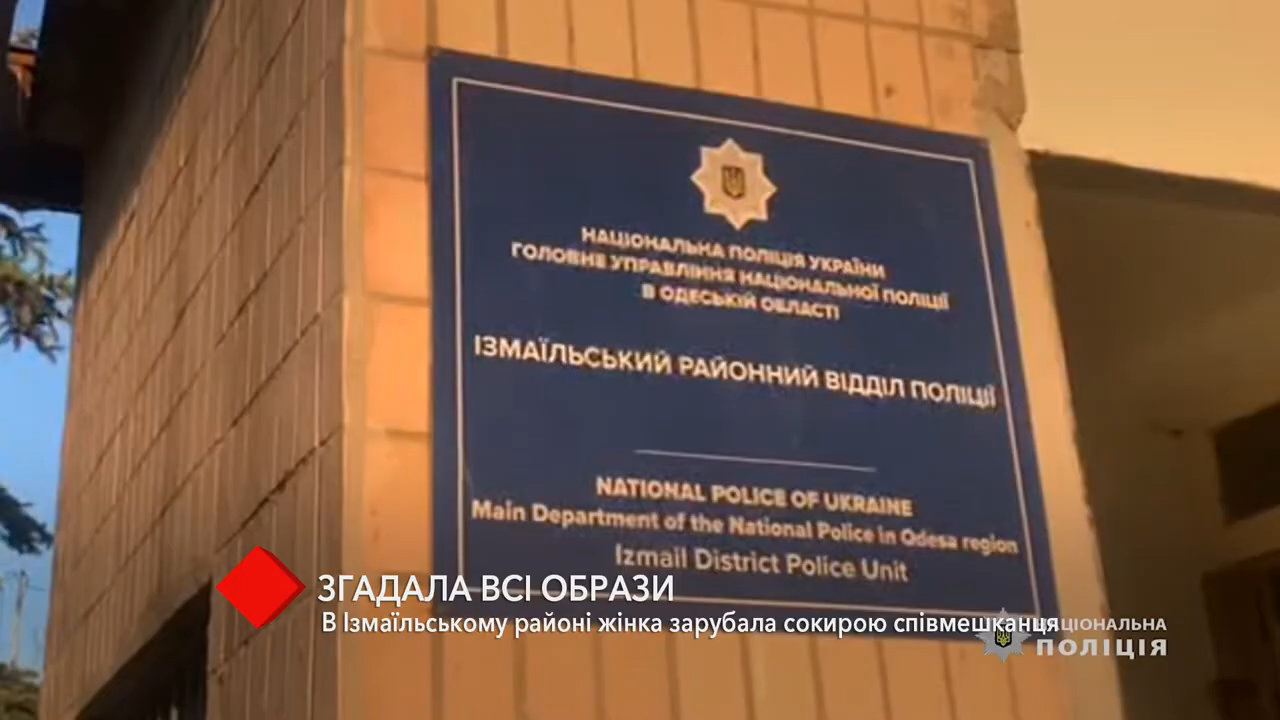 НАЦІОНАЛЬНА ПОЛІЦІЯ УКРАЇНИ
ГОЛОВНЕ УПРАВЛІННЯ НАЦІОНАЛЬНОЇ ПОЛІЦІЇ
В ОДЕСЬКІЙ ОБЛАСТІ
ІЗМАЇЛЬСЬКИЙ РАЙОННИЙ ВІДДІЛ ПОЛІЦІЇ
NATIONAL POLICE OF UKRAINE
Main Department of the National Police in Odesa region
Izmail District Police Unit
ЗГАДАЛА ВСІ ОБРАЗИ
В Ізмаїльському районі жінка зарубала сокирою співмешканця
НАЦІОНАЛЬНА
ПОЛІЦІЯ